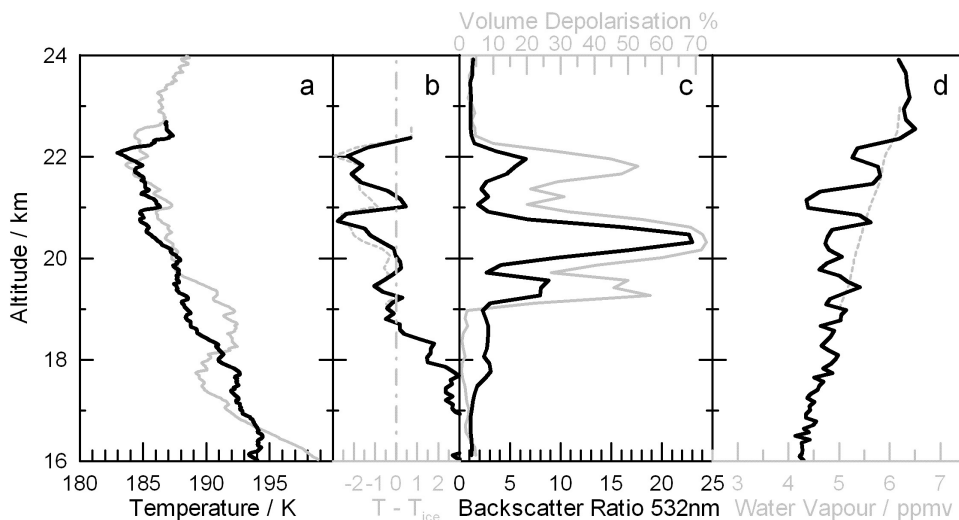 Volume Depolarisation %
0 10 20 30 40 50 60 70
24
22
20
18
16
Altitude / km
a
b
c
d
180 185 190 195
-2 -1 0 1 2
0 5 10 15 20 25
3 4 5 6 7
Temperature / K
T - Tice
Backscatter Ratio 532nm
Water Vapour / ppmv